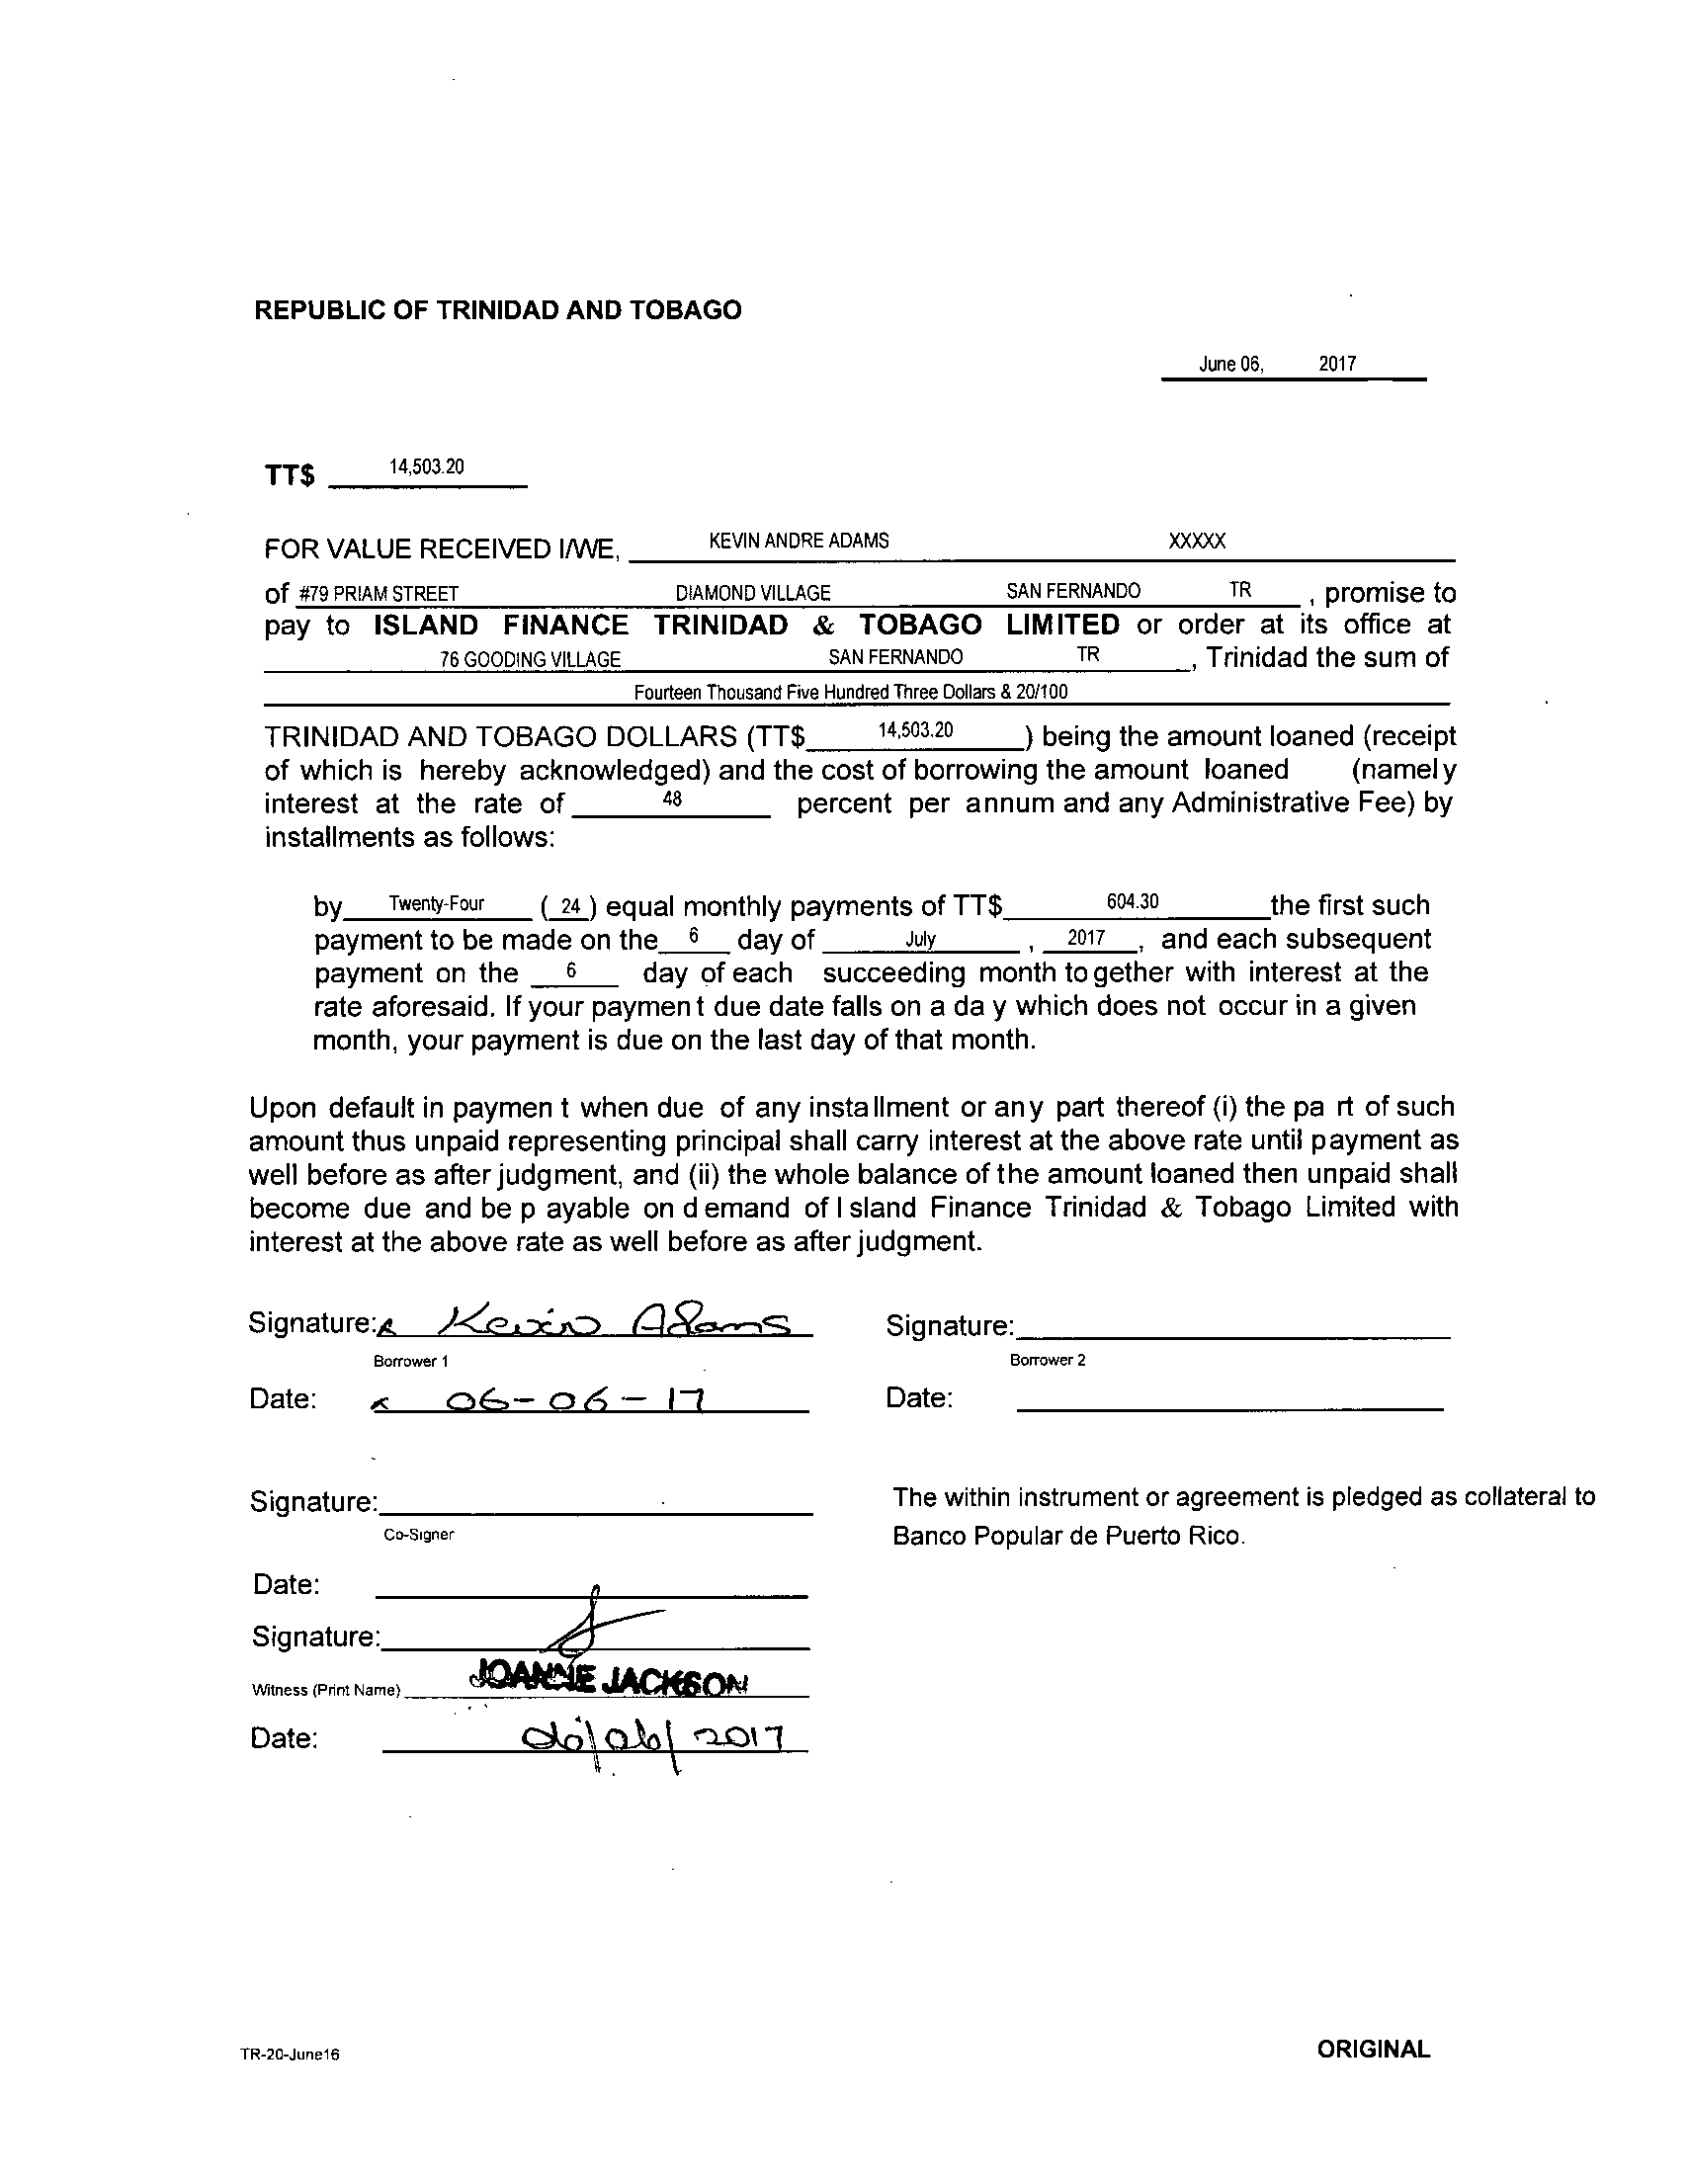 REPUBLIC OF TRINIDAD AND TOBAGO
June 06, 2017
TT$ 14,503.20
FOR VALUE RECEIVED I/WE, KEVIN ANDRE ADAMS XXXXX
of #79 PRIAM STREET DIAMOND VILLAGE SAN FERNANDO TR , promise to
pay to ISLAND FINANCE TRINIDAD & TOBAGO LIMITED or order at its office at
76 GOODING VILLAGE SAN FERNANDO TR , Trinidad the sum of
Fourteen Thousand Five Hundred Three Dollars & 20/100
TRINIDAD AND TOBAGO DOLLARS (TT$ 14,503.20 ) being the amount loaned (receipt
of which is hereby acknowledged) and the cost of borrowing the amount loaned (namely
interest at the rate of 48 percent per annum and any Administrative Fee) by
installments as follows:
by Twenty-Four ( 24 ) equal monthly payments of TT$ 604.30 the first such
payment to be made on the 6 day of July , 2017 , and each subsequent
payment on the 6 day of each succeeding month together with interest at the
rate aforesaid. If your payment due date falls on a da y which does not occur in a given
month, your payment is due on the last day of that month.
Upon default in paymen t when due of any installment or any part thereof (i) the pa rt of such
amount thus unpaid representing principal shall carry interest at the above rate until payment as
well before as after judgment, and (ii) the whole balance of the amount loaned then unpaid shall
become due and be p ayable on demand of I sland Finance Trinidad & Tobago Limited with
interest at the above rate as well before as after judgment.
Signature: x Kevin Adams Signature:
Borrower 1 Borrower 2
Date: x 06-06-17 Date:
Signature: The within instrument or agreement is pledged as collateral to
Co-Signer Banco Popular de Puerto Rico.
Date:
Signature:
Witness (Print Name) JOANNE JACKSON
Date: 06/06/2017
TR-20-June16 ORIGINAL